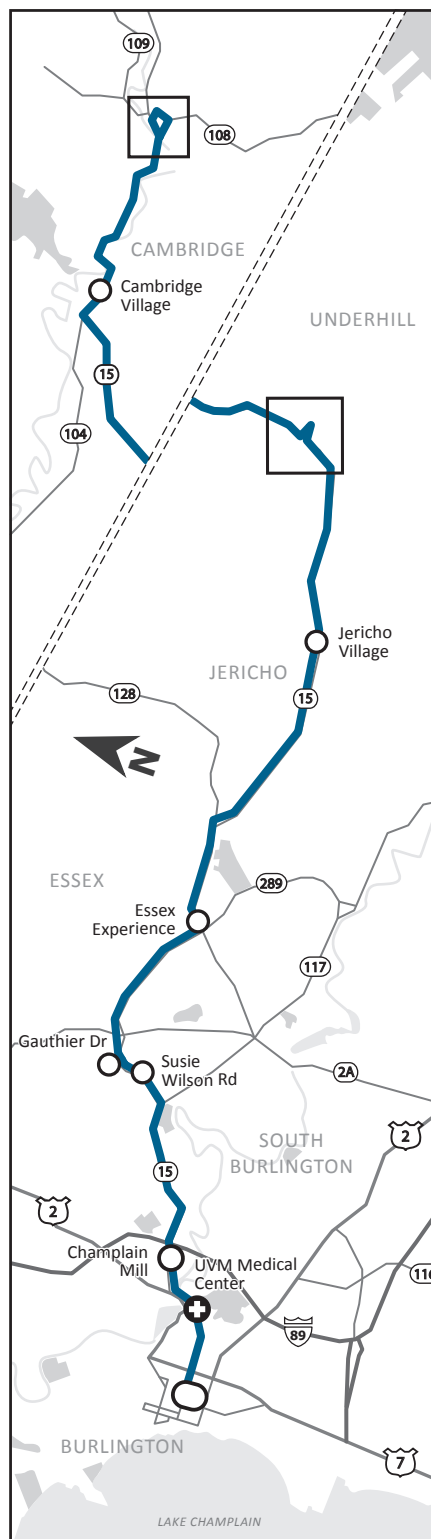 109
108
CAMBRIDGE
Cambridge
Village
UNDERHILL
15
104
Jericho
Village
JERICHO
15
128
N
ESSEX
289
Essex
Experience
117
Gauthier Dr
Susie
Wilson Rd
2A
2
SOUTH
BURLINGTON
15
2
Champlain
Mill
UVM Medical
Center
116
89
BURLINGTON
7
LAKE CHAMPLAIN